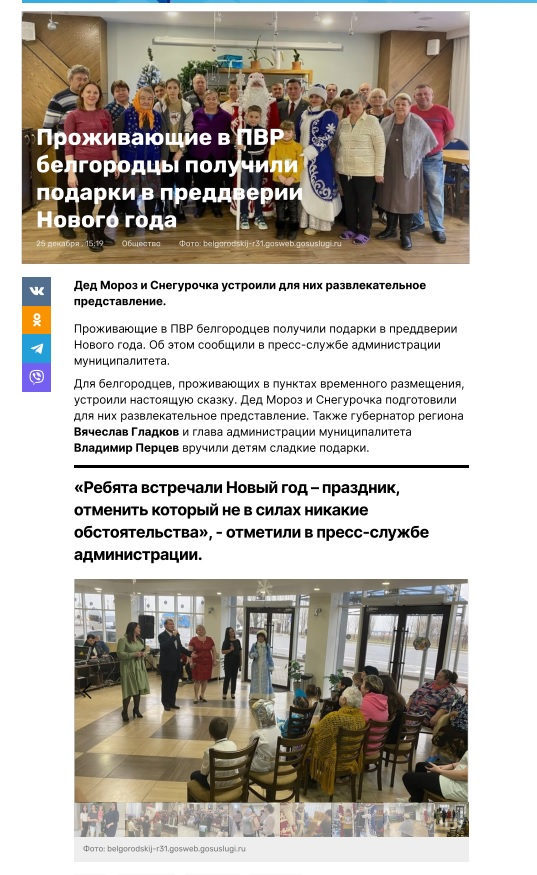 Проживающие в ПВР
белгородцы получили
подарки в преддверии
Нового года
25 декабря , 15:19 Общество Фото: belgorodskij-r31.gosweb.gosuslugi.ru
Дед Мороз и Снегурочка устроили для них развлекательное
представление.
Проживающие в ПВР белгородцев получили подарки в преддверии
Нового года. Об этом сообщили в пресс-службе администрации
муниципалитета.
Для белгородцев, проживающих в пунктах временного размещения,
устроили настоящую сказку. Дед Мороз и Снегурочка подготовили
для них развлекательное представление. Также губернатор региона
Вячеслав Гладков и глава администрации муниципалитета
Владимир Перцев вручили детям сладкие подарки.
«Ребята встречали Новый год – праздник,
отменить который не в силах никакие
обстоятельства», - отметили в пресс-службе
администрации.
Фото: belgorodskij-r31.gosweb.gosuslugi.ru